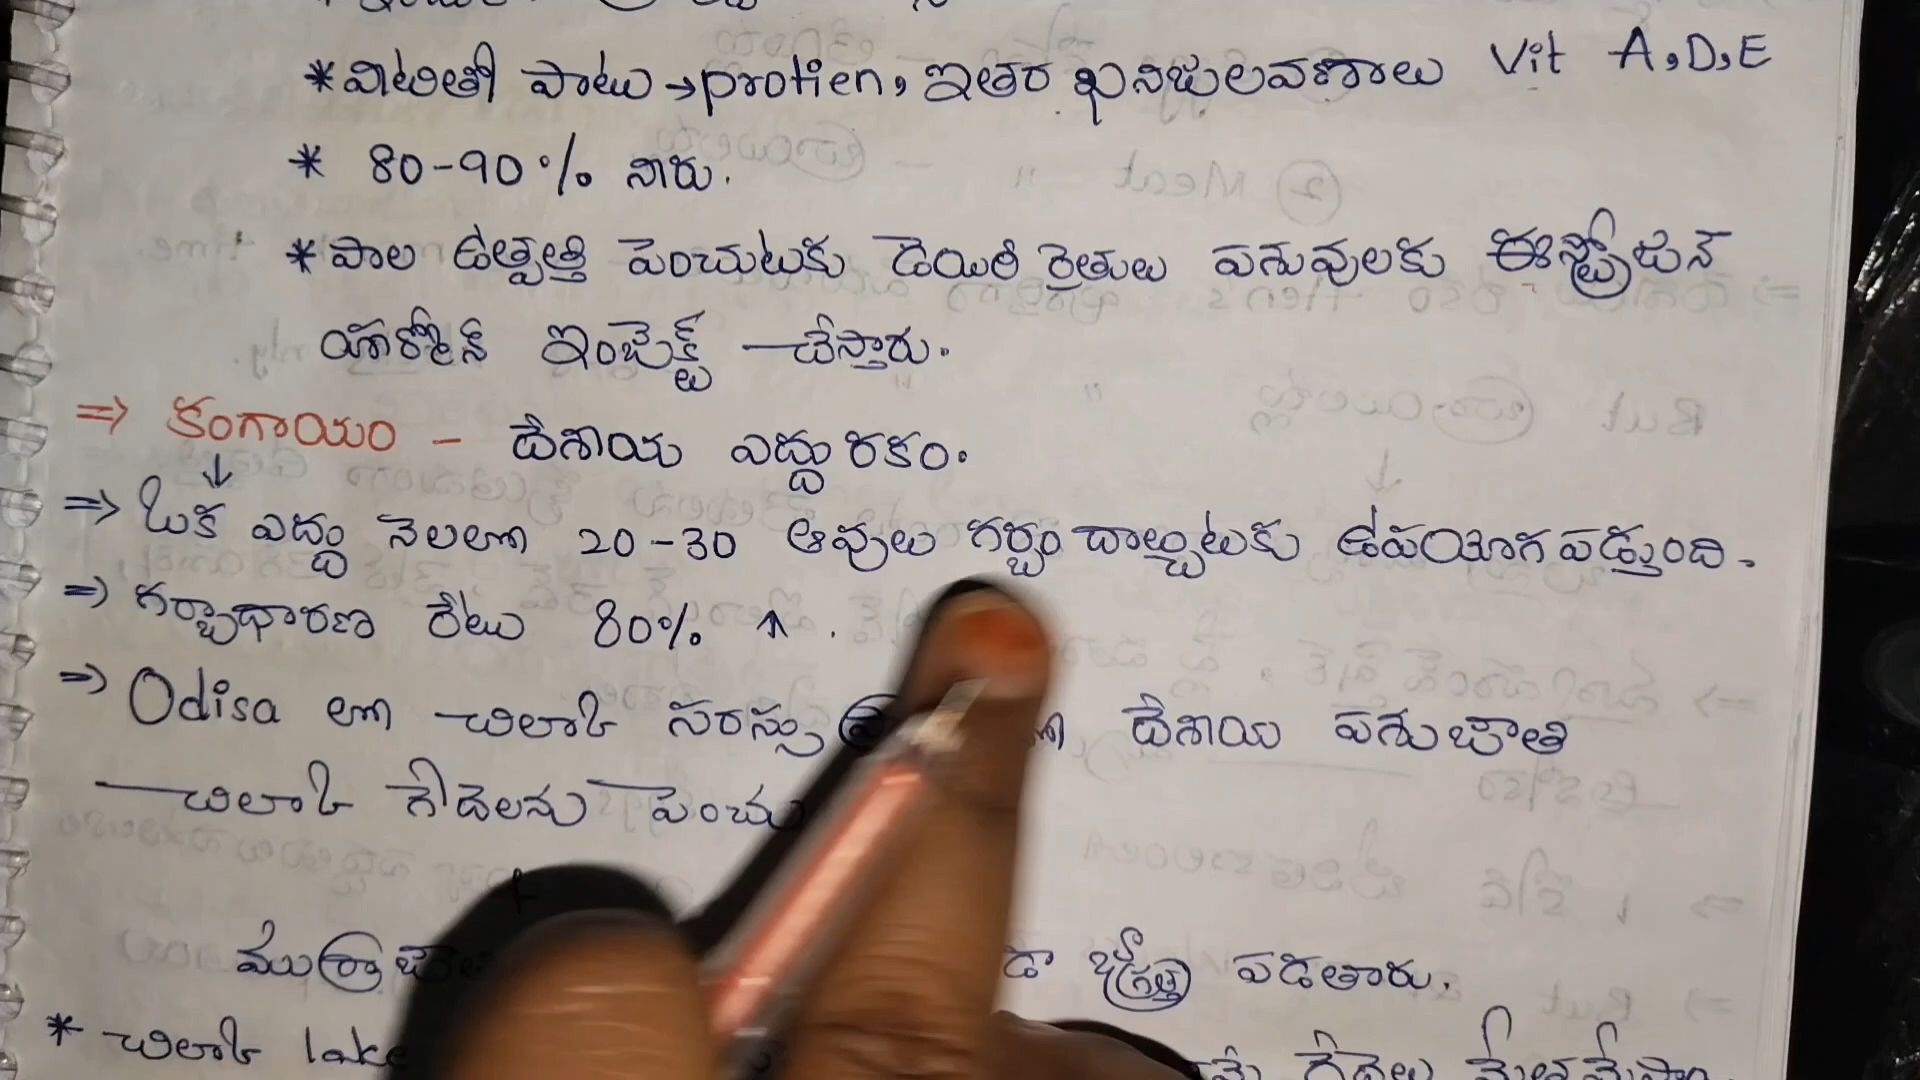 *వీటితో పాటు →protien, ఇతర ఖనిజలవణాలు Vit A,D,E
* 80-90% నీరు.
*పాల ఉత్పత్తి పెంచుటకు డెయిరీ రైతులు పశువులకు ఈస్ట్రోజన్
హార్మోన్ ఇంజెక్ట్ చేస్తారు.
⇒ కంగాయం - దేశీయ ఎద్దు రకం.
↓
⇒ ఒక ఎద్దు నెలలో 20-30 ఆవులు గర్భం దాల్చుటకు ఉపయోగపడ్తుంది.
⇒ గర్భాధారణ రేటు 80% ↑.
⇒ Odisa లో చిలాకి సరస్సు దేశీయి పశుజాతి
చిలాకి గేదెలను పెంచు
జాగ్రత్త పడతారు.
* చిలాకి lake గేదెలు